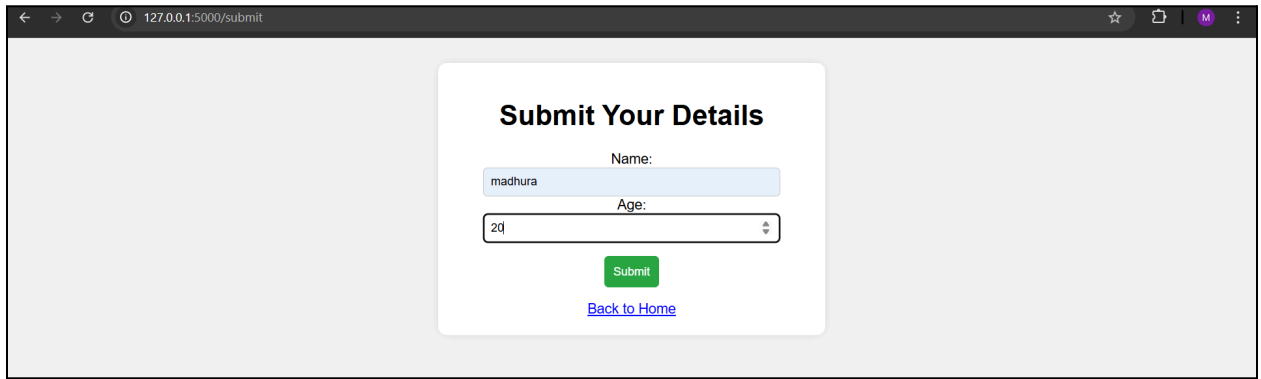 127.0.0.1:5000/submit
M
Submit Your Details
Name:
madhura
Age:
20
Submit
Back to Home